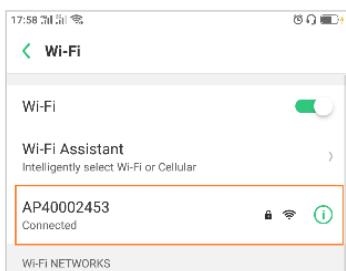 17:58
Wi-Fi
Wi-Fi
Wi-Fi Assistant
Intelligently select Wi-Fi or Cellular
AP40002453
Connected
Wi-Fi NETWORKS